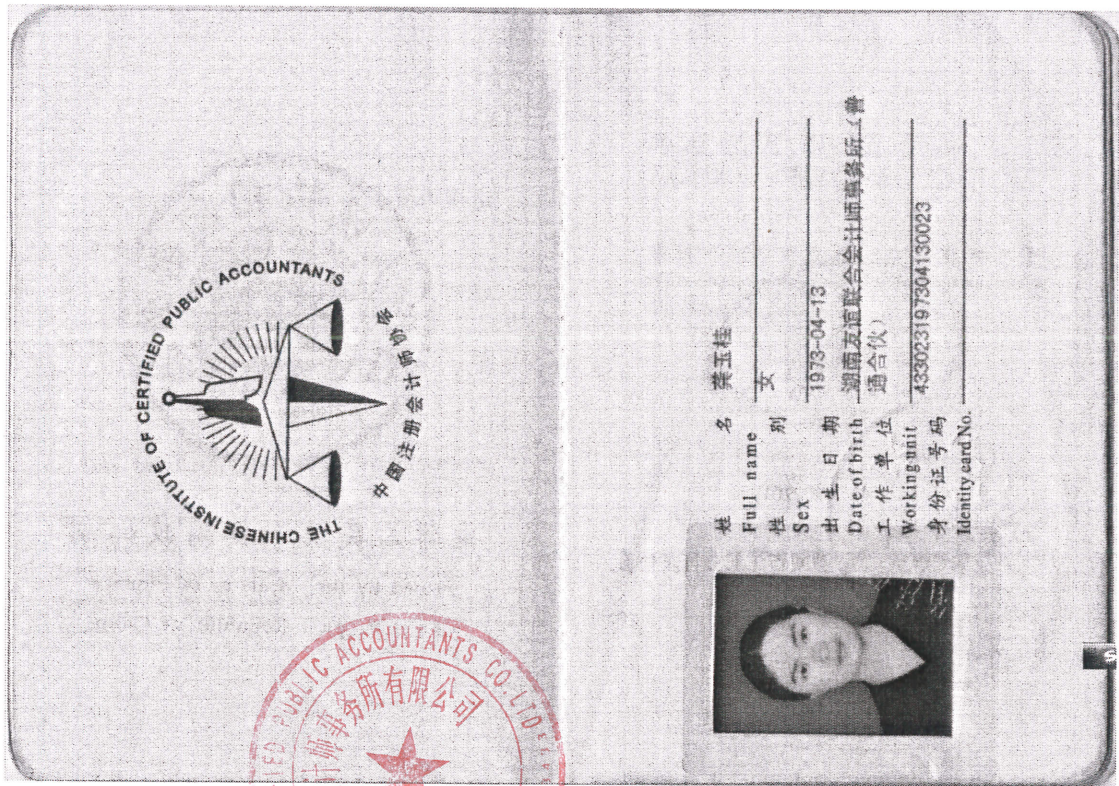 THE CHINESE INSTITUTE OF CERTIFIED PUBLIC ACCOUNTANTS
中国注册会计师协会
IED PUBLIC ACCOUNTANTS CO.LTD
计师事务所有限公司
姓 名 龚玉桂
Full name
性 别 女
Sex
出生日期 1973-04-13
Date of birth
工作单位 湖南友谊联合会计师事务所（普
通合伙）
Working unit
身份证号码 433023197304130023
Identity card No.